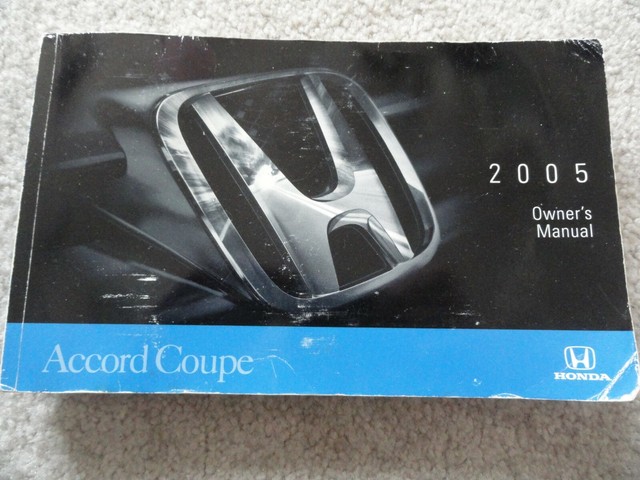 2005
Owner's
Manual
Accord Coupe
HONDA